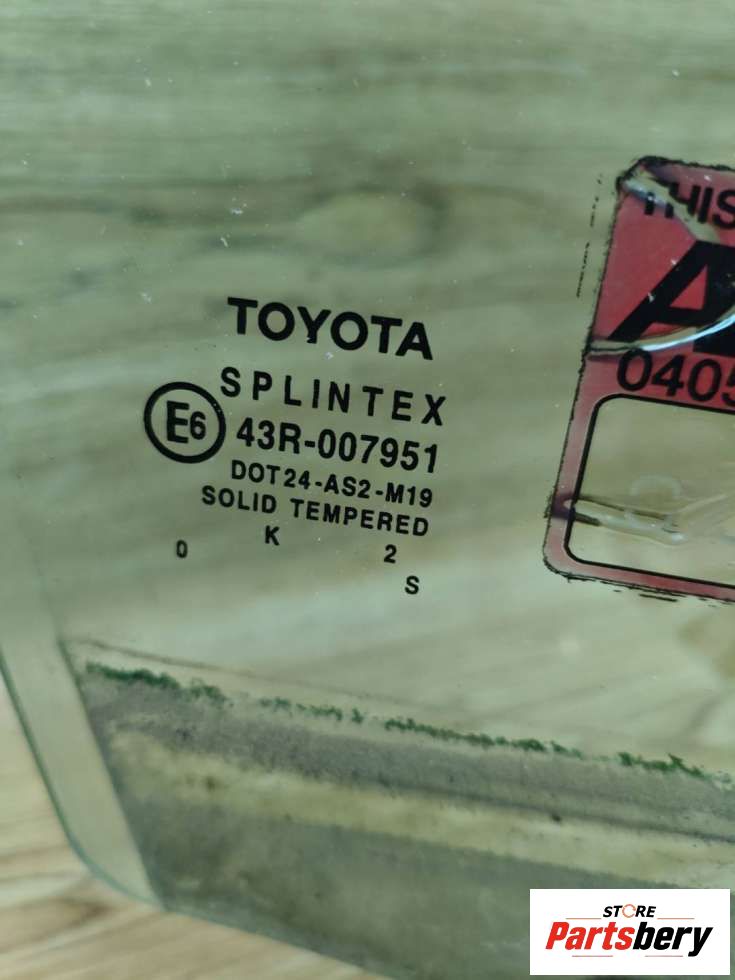 TOYOTA
SPLINTEX
E6 43R-007951
DOT24-AS2-M19
SOLID TEMPERED
0 K 2
S
THIS
0405
STORE
Partsbery